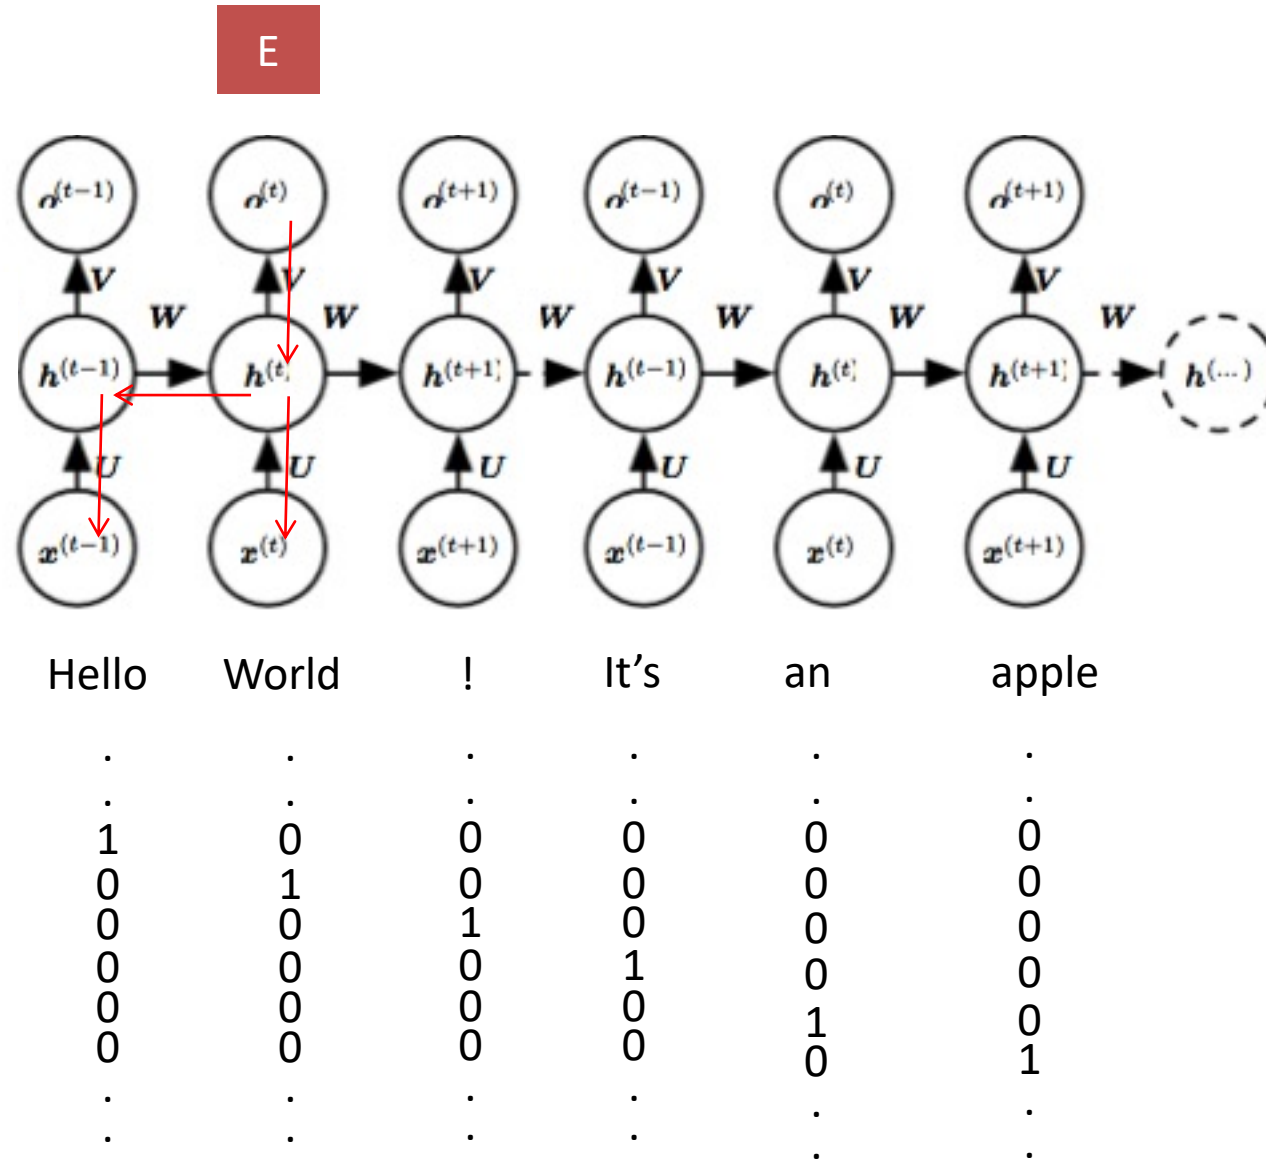 E
o(t−1) o(t) o(t+1) o(t−1) o(t) o(t+1)
V V V V V V
W W W W W W
h(t−1) h(t) h(t+1) h(t−1) h(t) h(t+1) h(...)
U U U U U U
x(t−1) x(t) x(t+1) x(t−1) x(t) x(t+1)
Hello World ! It’s an apple
. . . . . .
. . . . . .
1 0 0 0 0 0
0 1 0 0 0 0
0 0 1 0 0 0
0 0 0 1 0 0
0 0 0 0 1 0
0 0 0 0 0 1
. . . . . .
. . . . . .